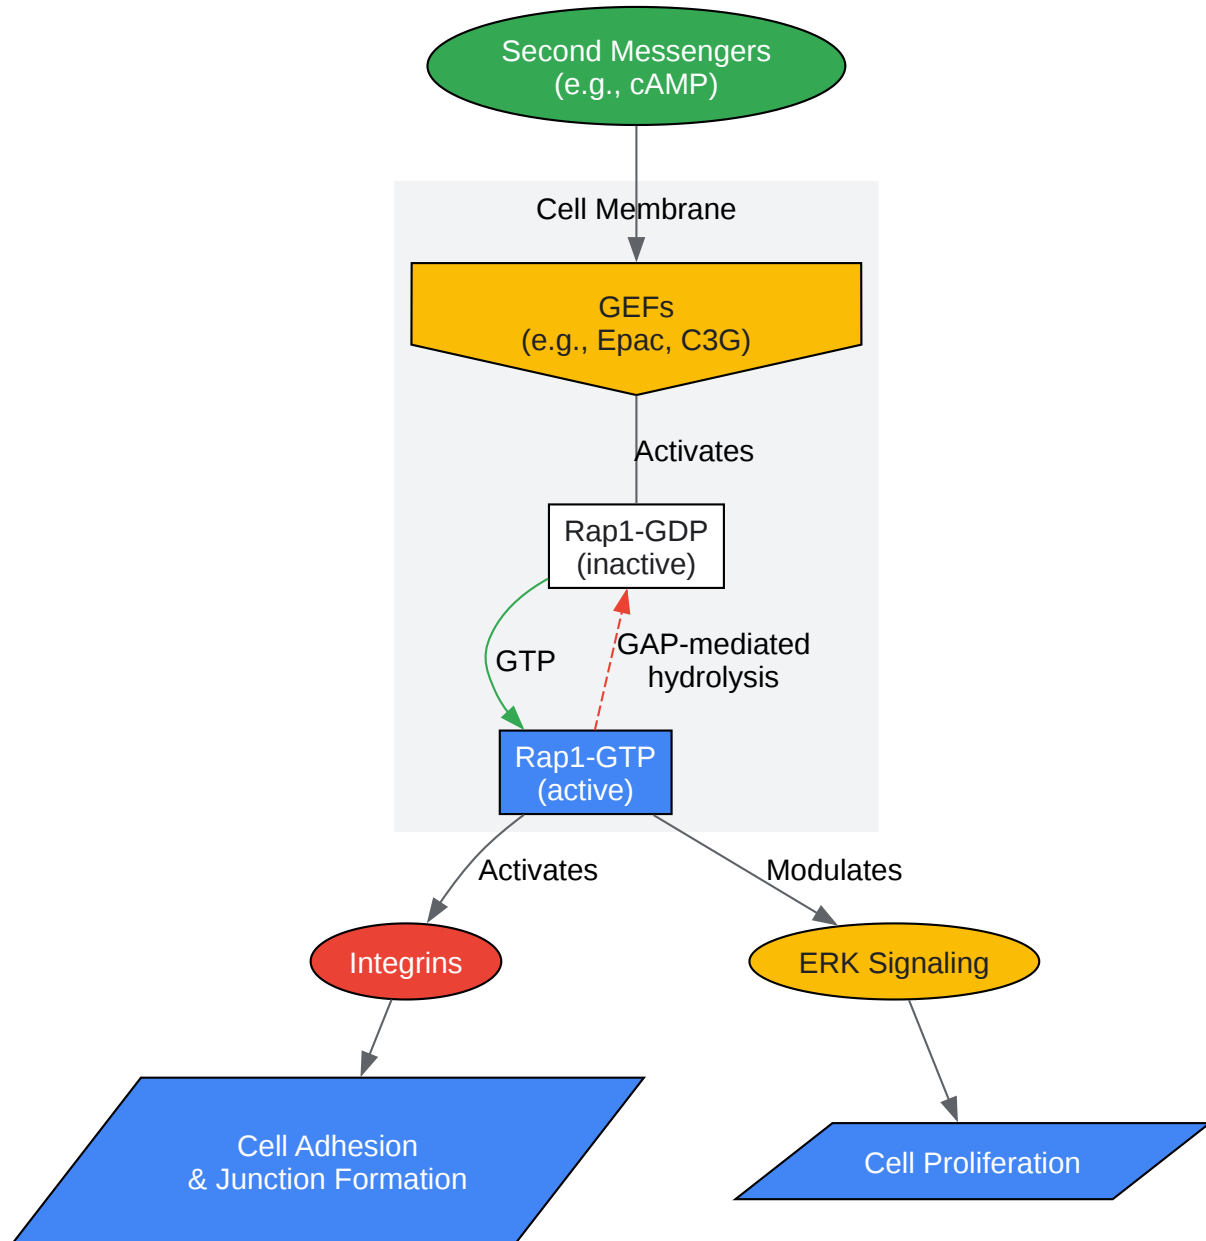 Second Messengers
(e.g., cAMP)
Cell Membrane
GEFs
(e.g., Epac, C3G)
Activates
Rap1-GDP
(inactive)
GTP
GAP-mediated
hydrolysis
Rap1-GTP
(active)
Activates
Modulates
Integrins
ERK Signaling
Cell Adhesion
& Junction Formation
Cell Proliferation